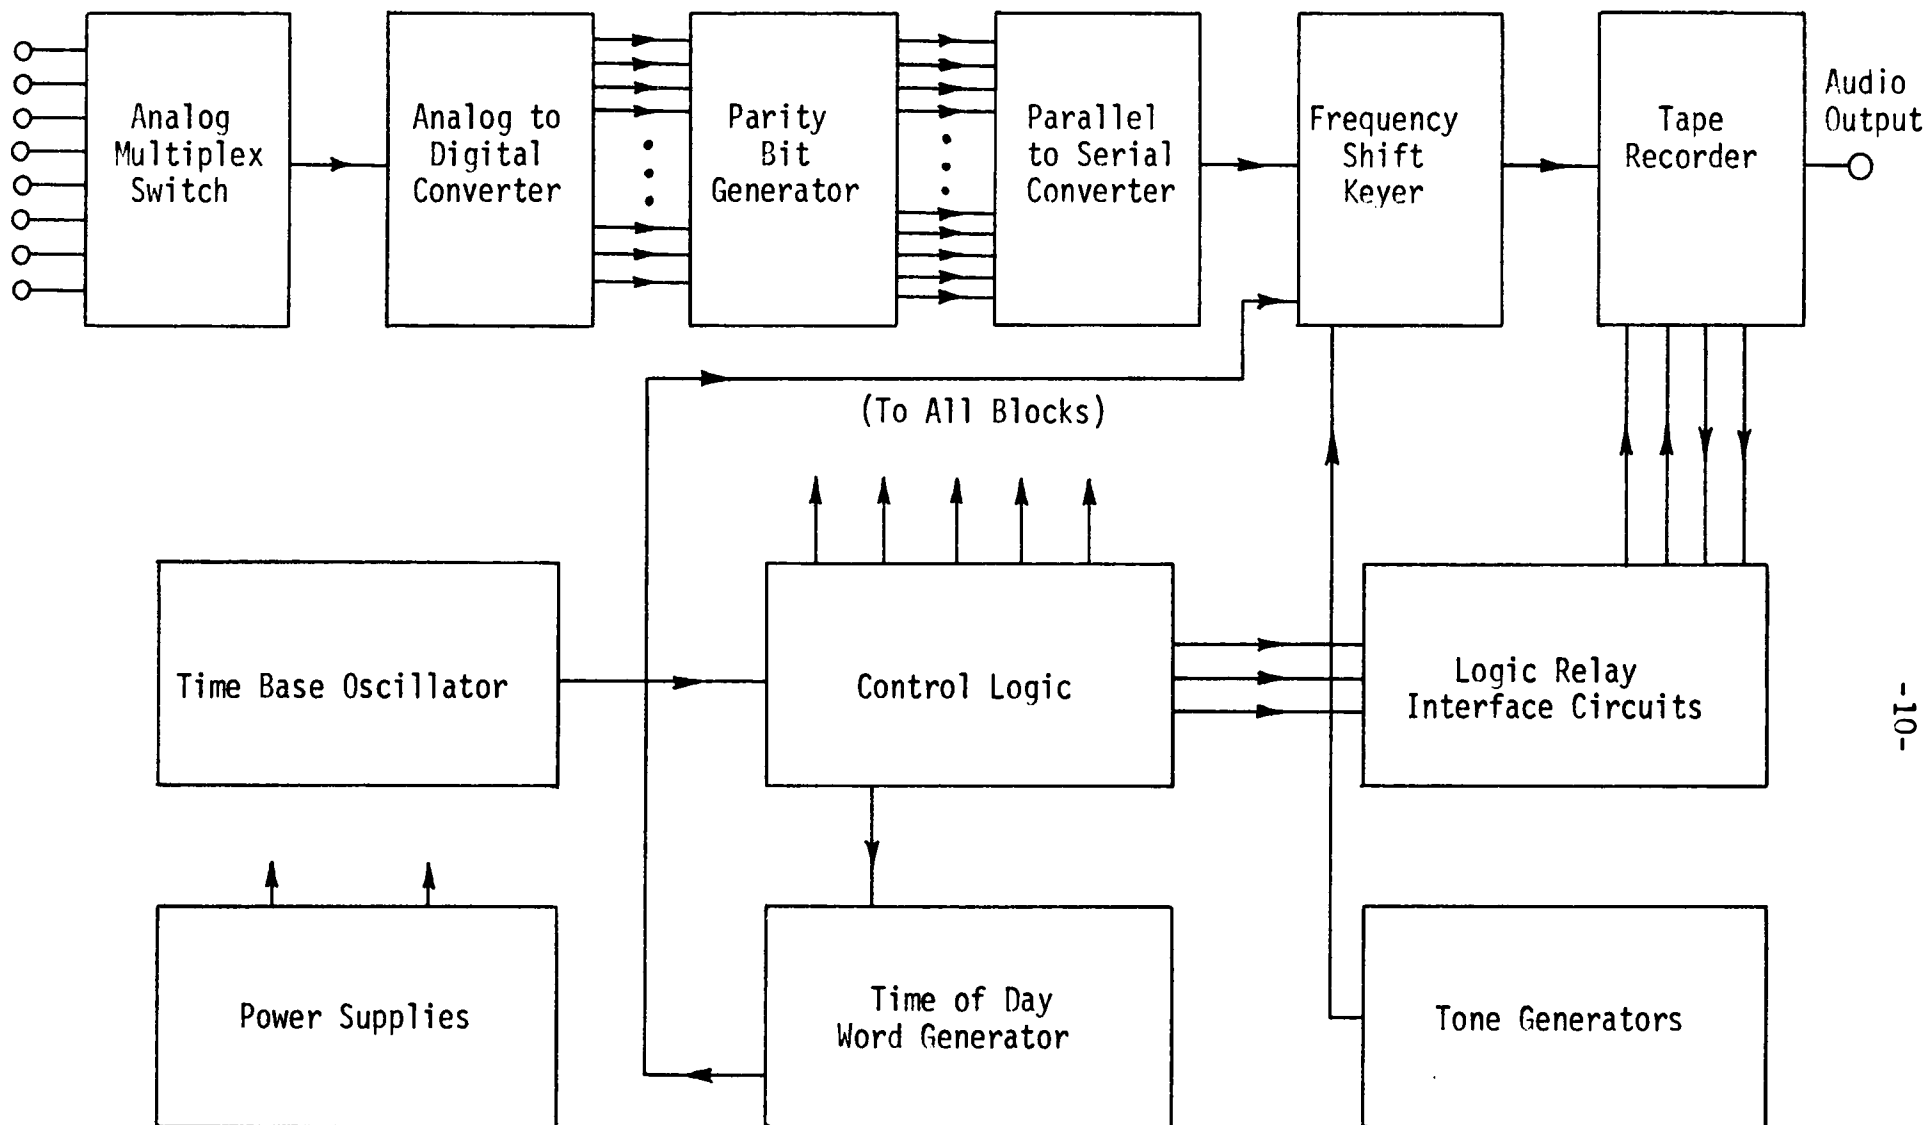 Analog
Multiplex
Switch
Analog to
Digital
Converter
Parity
Bit
Generator
Parallel
to Serial
Converter
Frequency
Shift
Keyer
Tape
Recorder
Audio
Output
(To All Blocks)
Time Base Oscillator
Control Logic
Logic Relay
Interface Circuits
-10-
Power Supplies
Time of Day
Word Generator
Tone Generators